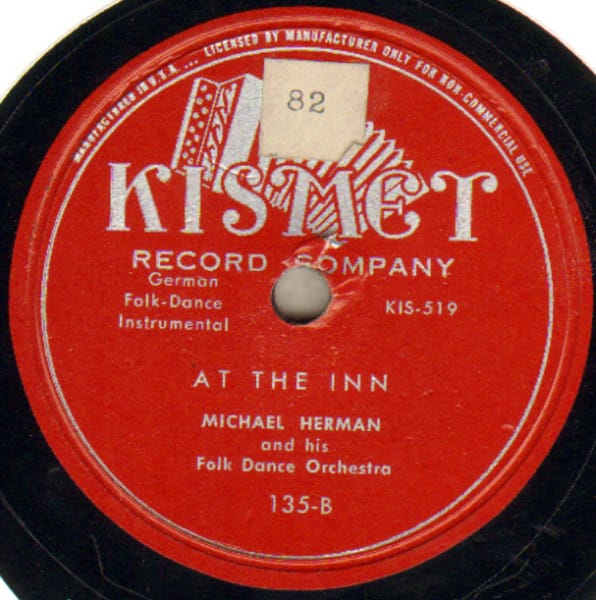 MANUFACTURED IN U.S.A. ... LICENSED BY MANUFACTURER ONLY FOR NON-COMMERCIAL USE
82
KISMET
RECORD COMPANY
German
Folk-Dance
Instrumental
KIS-519
AT THE INN
MICHAEL HERMAN
and his
Folk Dance Orchestra
135-B